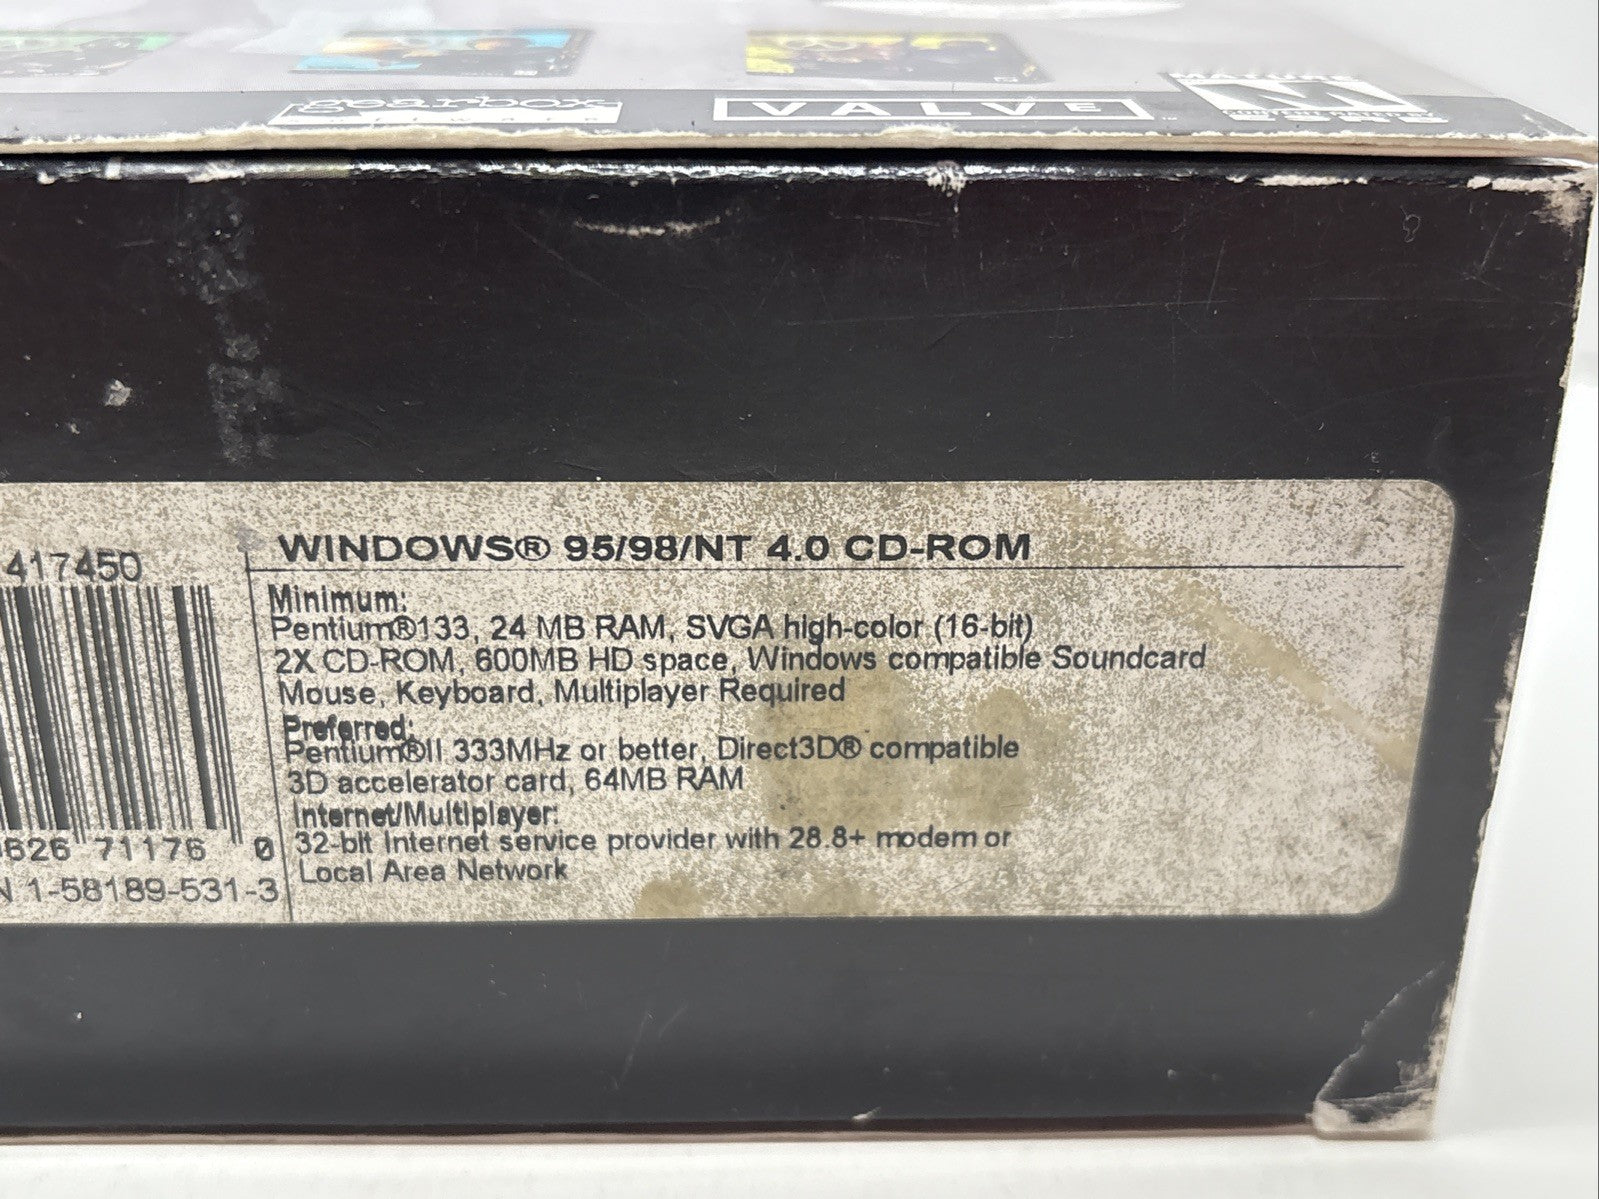 gearbox
software
VALVE
MATURE
M
417450
626 71176 0
N 1-58189-531-3
WINDOWS® 95/98/NT 4.0 CD-ROM
Minimum:
Pentium®133, 24 MB RAM, SVGA high-color (16-bit)
2X CD-ROM, 600MB HD space, Windows compatible Soundcard
Mouse, Keyboard, Multiplayer Required
Preferred:
Pentium®II 333MHz or better, Direct3D® compatible
3D accelerator card, 64MB RAM
Internet/Multiplayer:
32-bit Internet service provider with 28.8+ modem or
Local Area Network